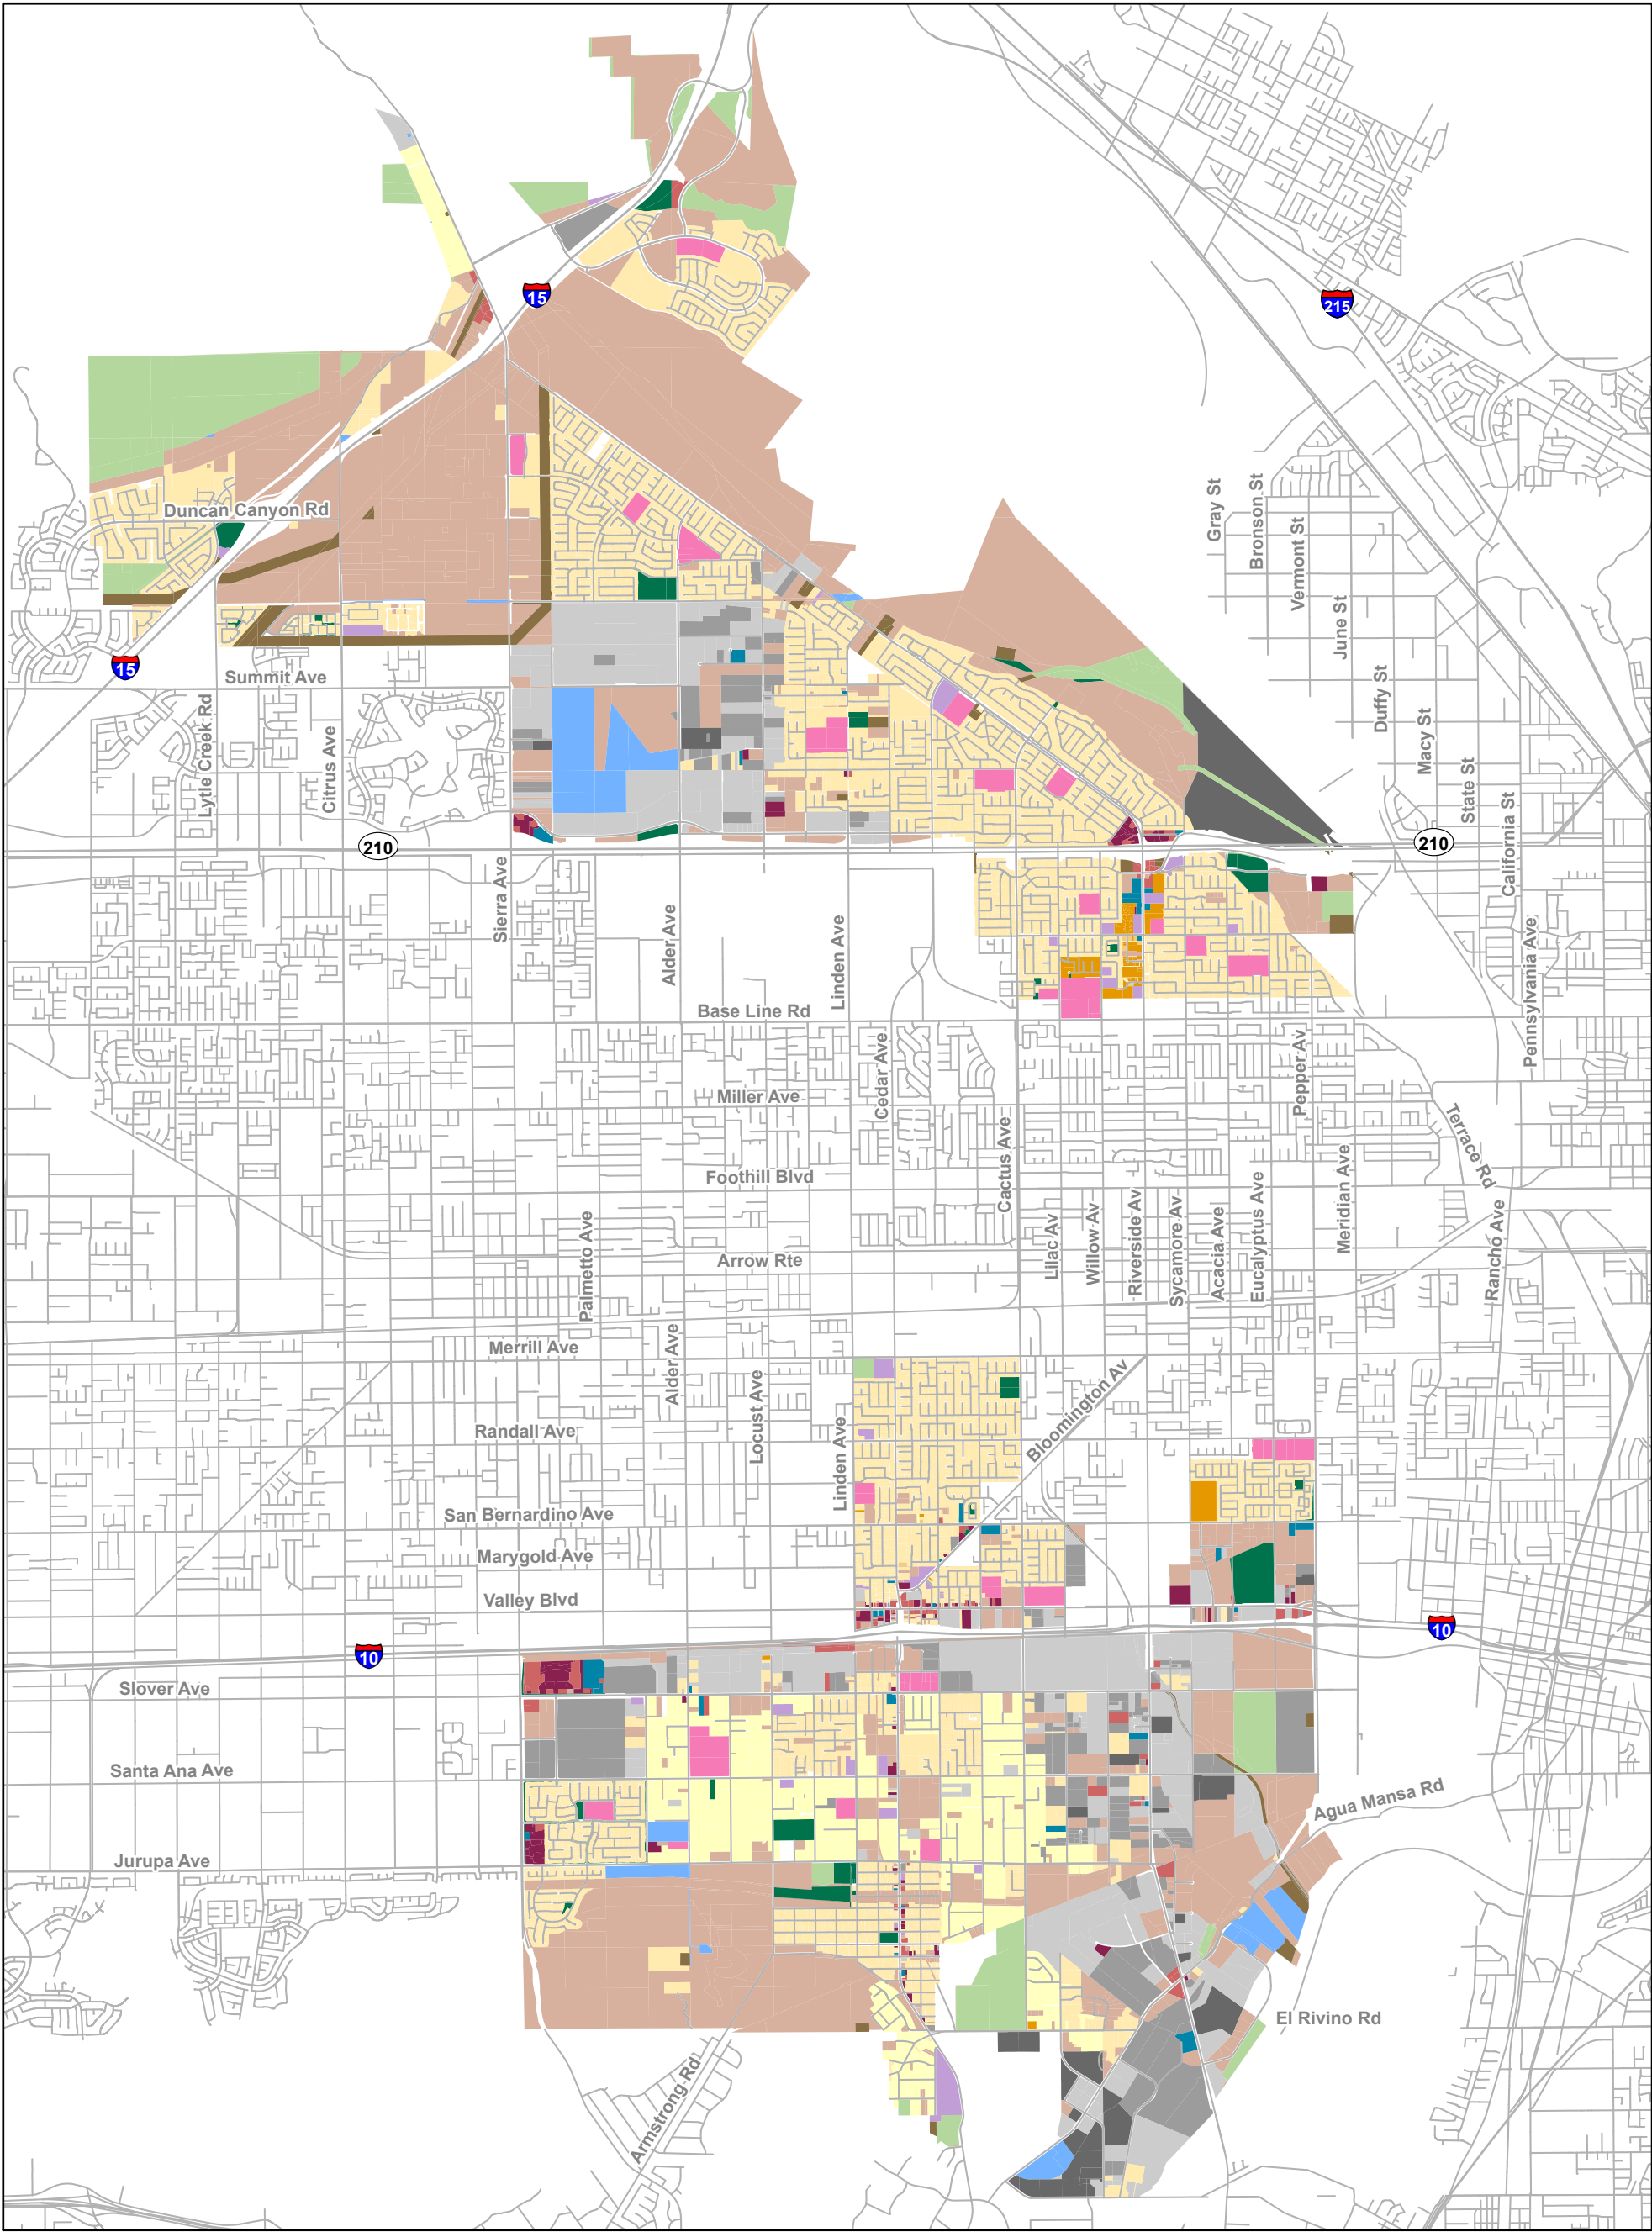 15
215
Duncan Canyon Rd
Gray St
Bronson St
Vermont St
June St
15
Summit Ave
Duffy St
Lytle Creek Rd
Citrus Ave
Macy St
State St
210
210
California St
Sierra Ave
Alder Ave
Linden Ave
Pennsylvania Ave
Base Line Rd
Cedar Ave
Pepper Av
Miller Ave
Cactus Ave
Terrace Rd
Foothill Blvd
Meridian Ave
Palmetto Ave
Lilac Av
Willow Av
Riverside Av
Sycamore Av
Acacia Ave
Eucalyptus Ave
Rancho Ave
Arrow Rte
Merrill Ave
Alder Ave
Locust Ave
Bloomington Av
Randall Ave
Linden Ave
San Bernardino Ave
Marygold Ave
Valley Blvd
10
10
Slover Ave
Santa Ana Ave
Agua Mansa Rd
Jurupa Ave
El Rivino Rd
Armstrong Rd